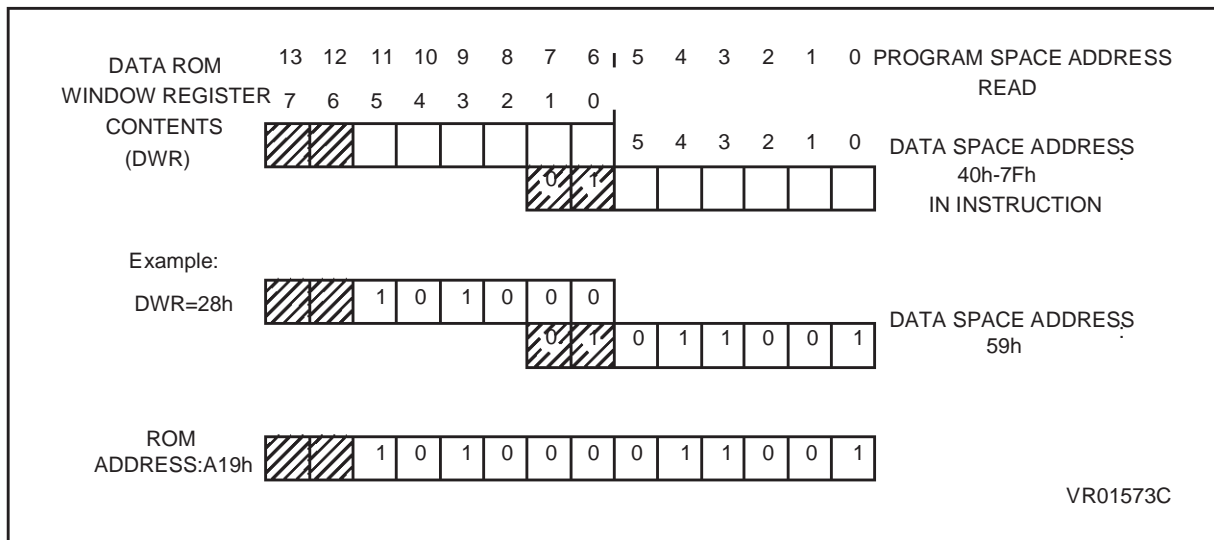 DATA ROM
WINDOW REGISTER
CONTENTS
(DWR)
13 12 11 10 9 8 7 6 5 4 3 2 1 0
7 6 5 4 3 2 1 0
PROGRAM SPACE ADDRESS
READ
5 4 3 2 1 0
0 1
DATA SPACE ADDRESS
:
40h-7Fh
IN INSTRUCTION
Example:
DWR=28h
1 0 1 0 0 0
0 1 0 1 1 0 0 1
DATA SPACE ADDRESS
:
59h
ROM
ADDRESS:A19h
1 0 1 0 0 0 0 1 1 0 0 1
VR01573C